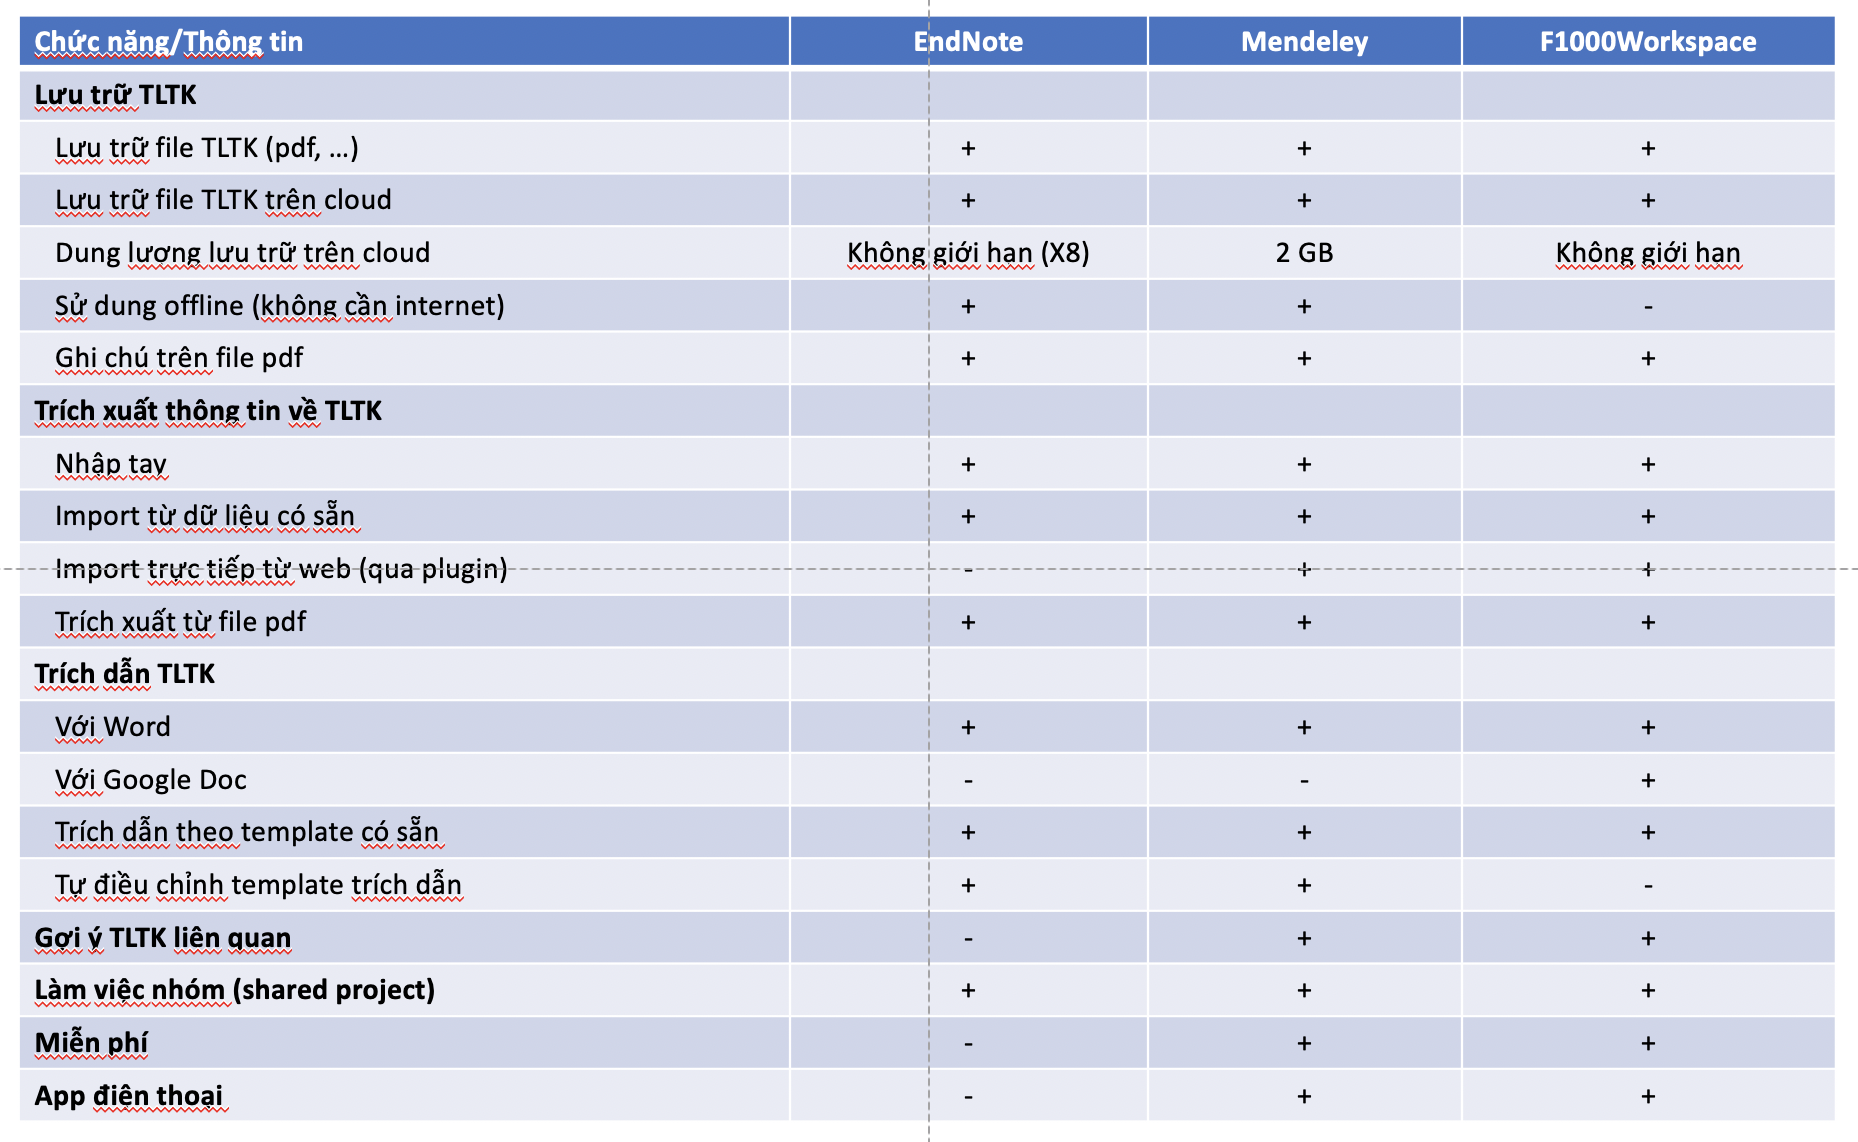 Chức năng/Thông tin EndNote Mendeley F1000Workspace
Lưu trữ TLTK
Lưu trữ file TLTK (pdf, ...) + + +
Lưu trữ file TLTK trên cloud + + +
Dung lượng lưu trữ trên cloud Không giới hạn (X8) 2 GB Không giới hạn
Sử dụng offline (không cần internet) + + -
Ghi chú trên file pdf + + +
Trích xuất thông tin về TLTK
Nhập tay + + +
Import từ dữ liệu có sẵn + + +
Import trực tiếp từ web (qua plugin) - + +
Trích xuất từ file pdf + + +
Trích dẫn TLTK
Với Word + + +
Với Google Doc - - +
Trích dẫn theo template có sẵn + + +
Tự điều chỉnh template trích dẫn + + -
Gợi ý TLTK liên quan - + +
Làm việc nhóm (shared project) + + +
Miễn phí - + +
App điện thoại - + +